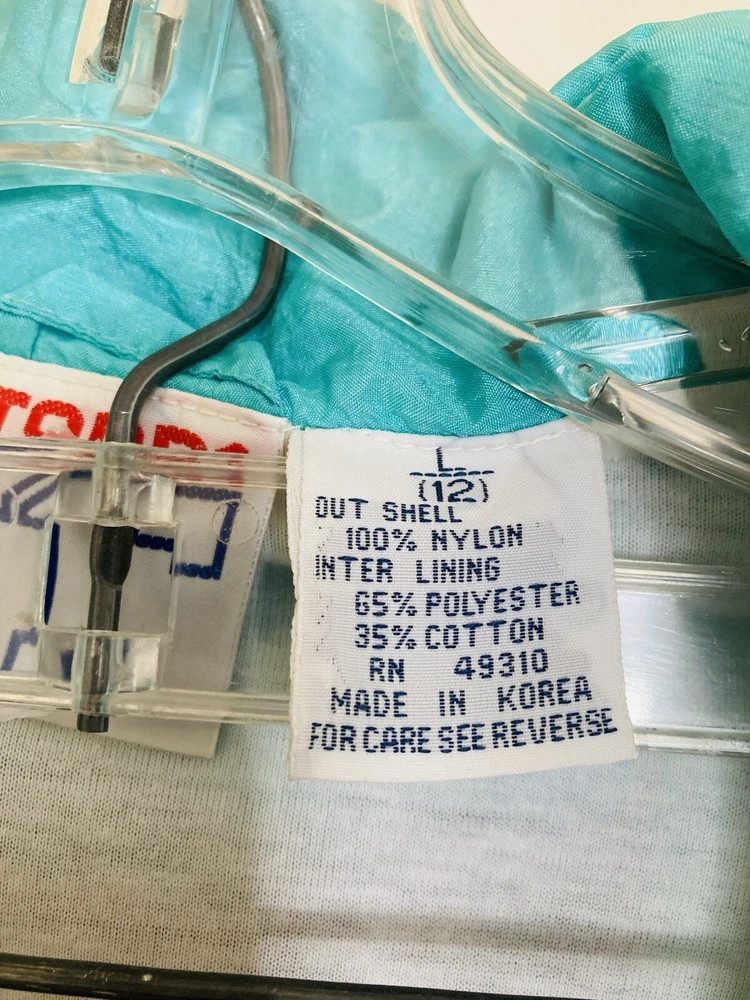 L
(12)
OUT SHELL
100% NYLON
INTER LINING
65% POLYESTER
35% COTTON
RN 49310
MADE IN KOREA
FOR CARE SEE REVERSE